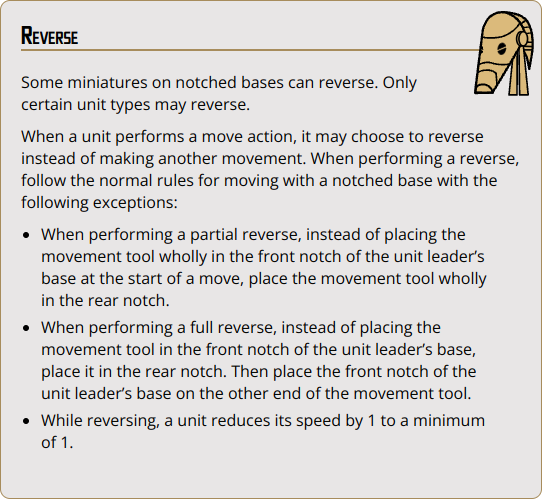 REVERSE
Some miniatures on notched bases can reverse. Only
certain unit types may reverse.
When a unit performs a move action, it may choose to reverse
instead of making another movement. When performing a reverse,
follow the normal rules for moving with a notched base with the
following exceptions:
• When performing a partial reverse, instead of placing the
movement tool wholly in the front notch of the unit leader’s
base at the start of a move, place the movement tool wholly
in the rear notch.
• When performing a full reverse, instead of placing the
movement tool in the front notch of the unit leader’s base,
place it in the rear notch. Then place the front notch of the
unit leader’s base on the other end of the movement tool.
• While reversing, a unit reduces its speed by 1 to a minimum
of 1.